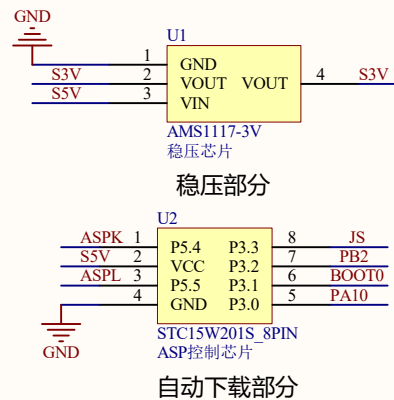 GND
U1
1 GND
S3V 2 VOUT VOUT 4 S3V
S5V 3 VIN
AMS1117-3V
稳压芯片
稳压部分
U2
ASPK 1 P5.4 P3.3 8 JS
S5V 2 VCC P3.2 7 PB2
ASPL 3 P5.5 P3.1 6 BOOT0
4 GND P3.0 5 PA10
GND
STC15W201S_8PIN
ASP控制芯片
自动下载部分